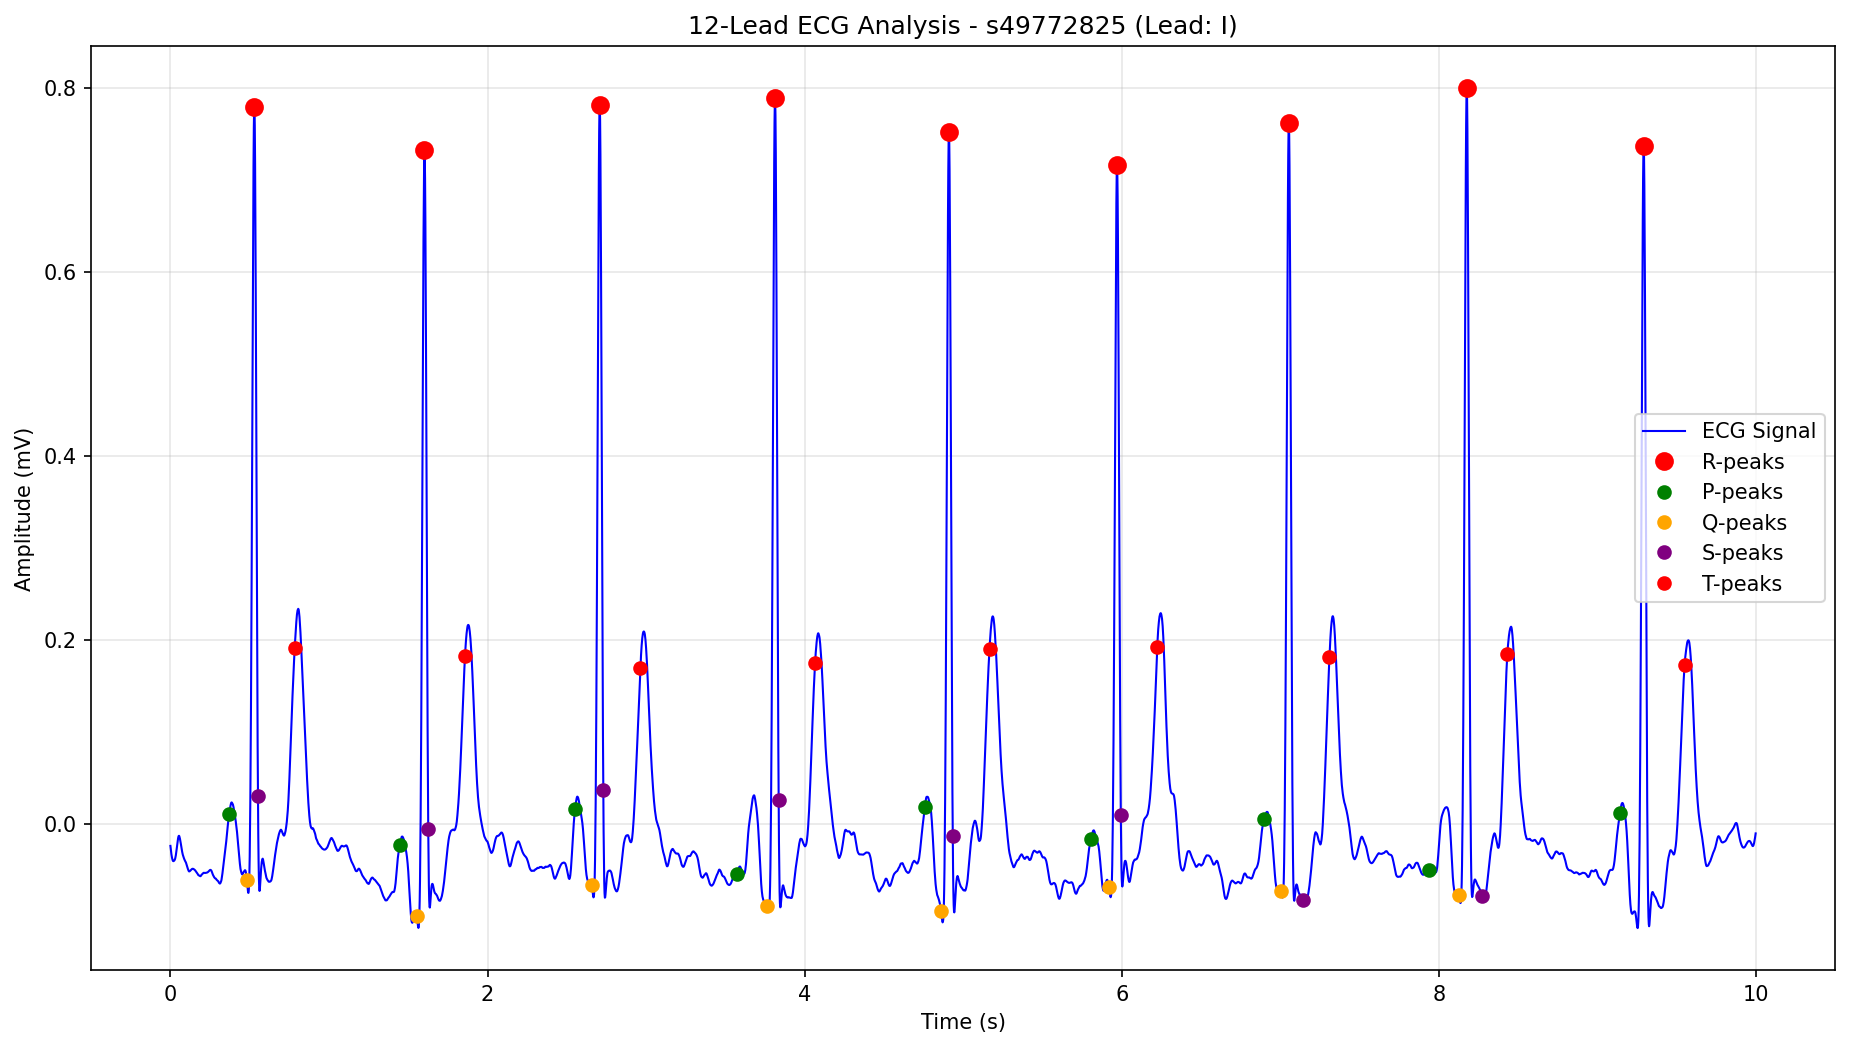 12-Lead ECG Analysis - s49772825 (Lead: I)
Amplitude (mV)
0.8
0.6
0.4
0.2
0.0
ECG Signal
R-peaks
P-peaks
Q-peaks
S-peaks
T-peaks
0 2 4 6 8 10
Time (s)